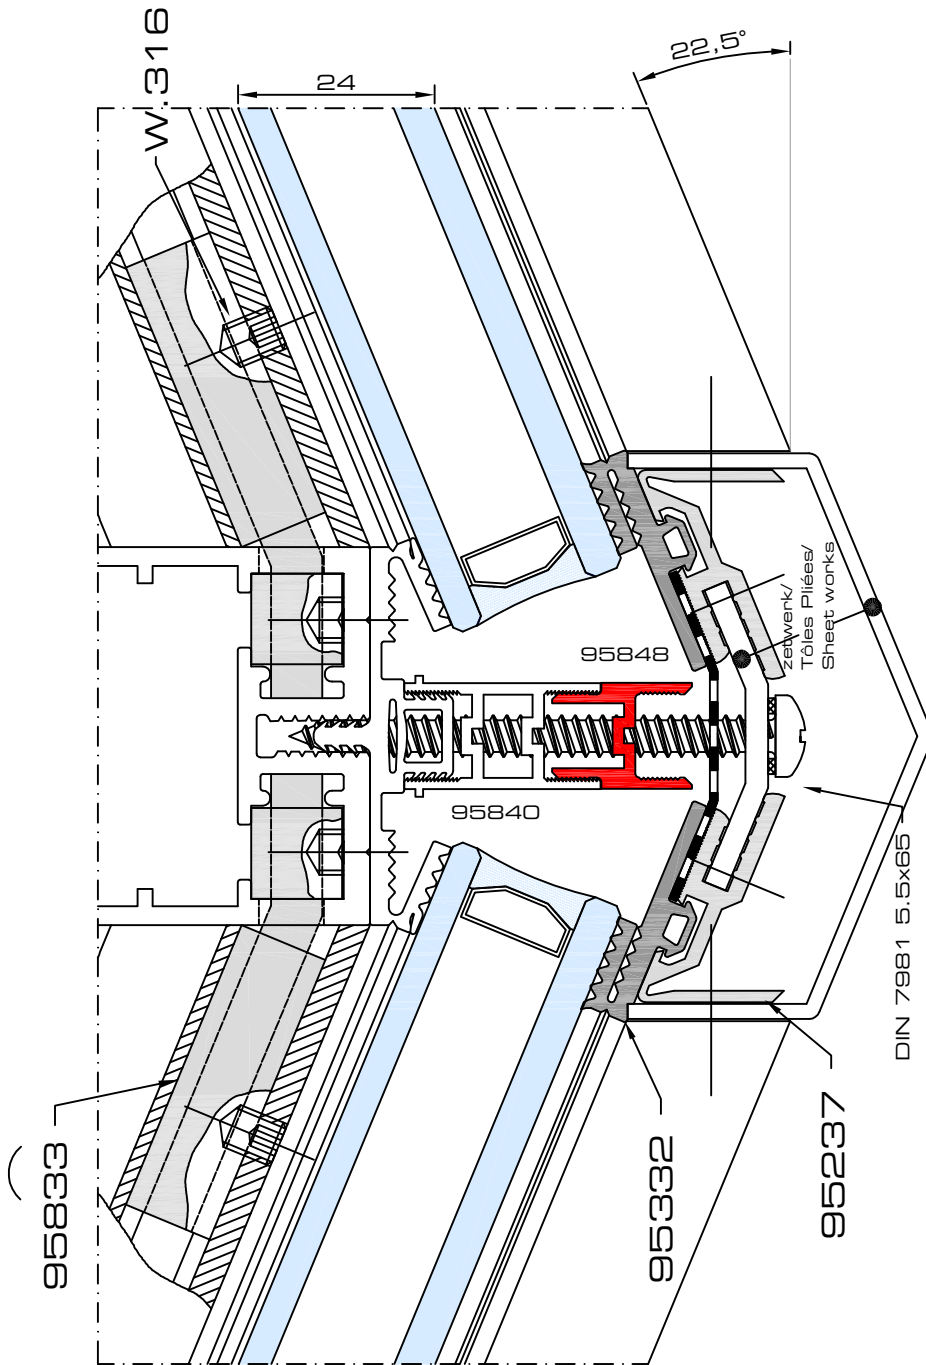 W.316
24
22,5°
95848
zetwerk/
Tôles Pliées/
Sheet works
95840
DIN 7981 5.5x65
95833
95332
95237